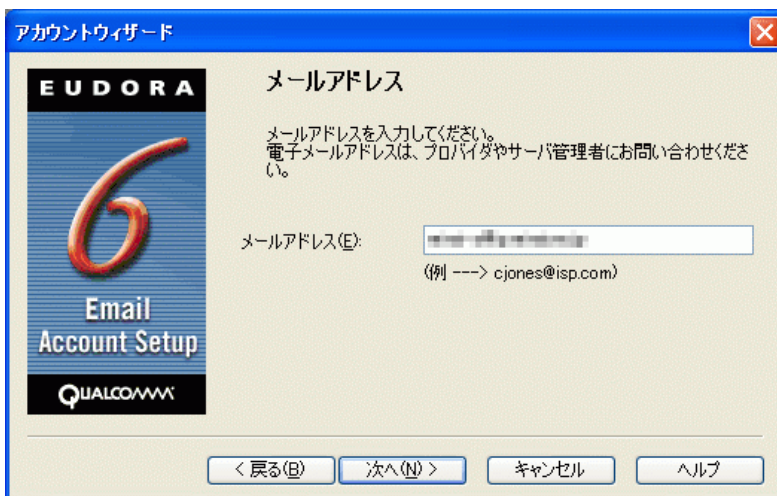 アカウントウィザード
EUDORA
6
Email
Account Setup
QUALCOMM
メールアドレス
メールアドレスを入力してください。
電子メールアドレスは、プロバイダやサーバ管理者にお問い合わせくださ
い。
メールアドレス(E):
(例 ---> cjones@isp.com)
< 戻る(B)
次へ(N) >
キャンセル
ヘルプ